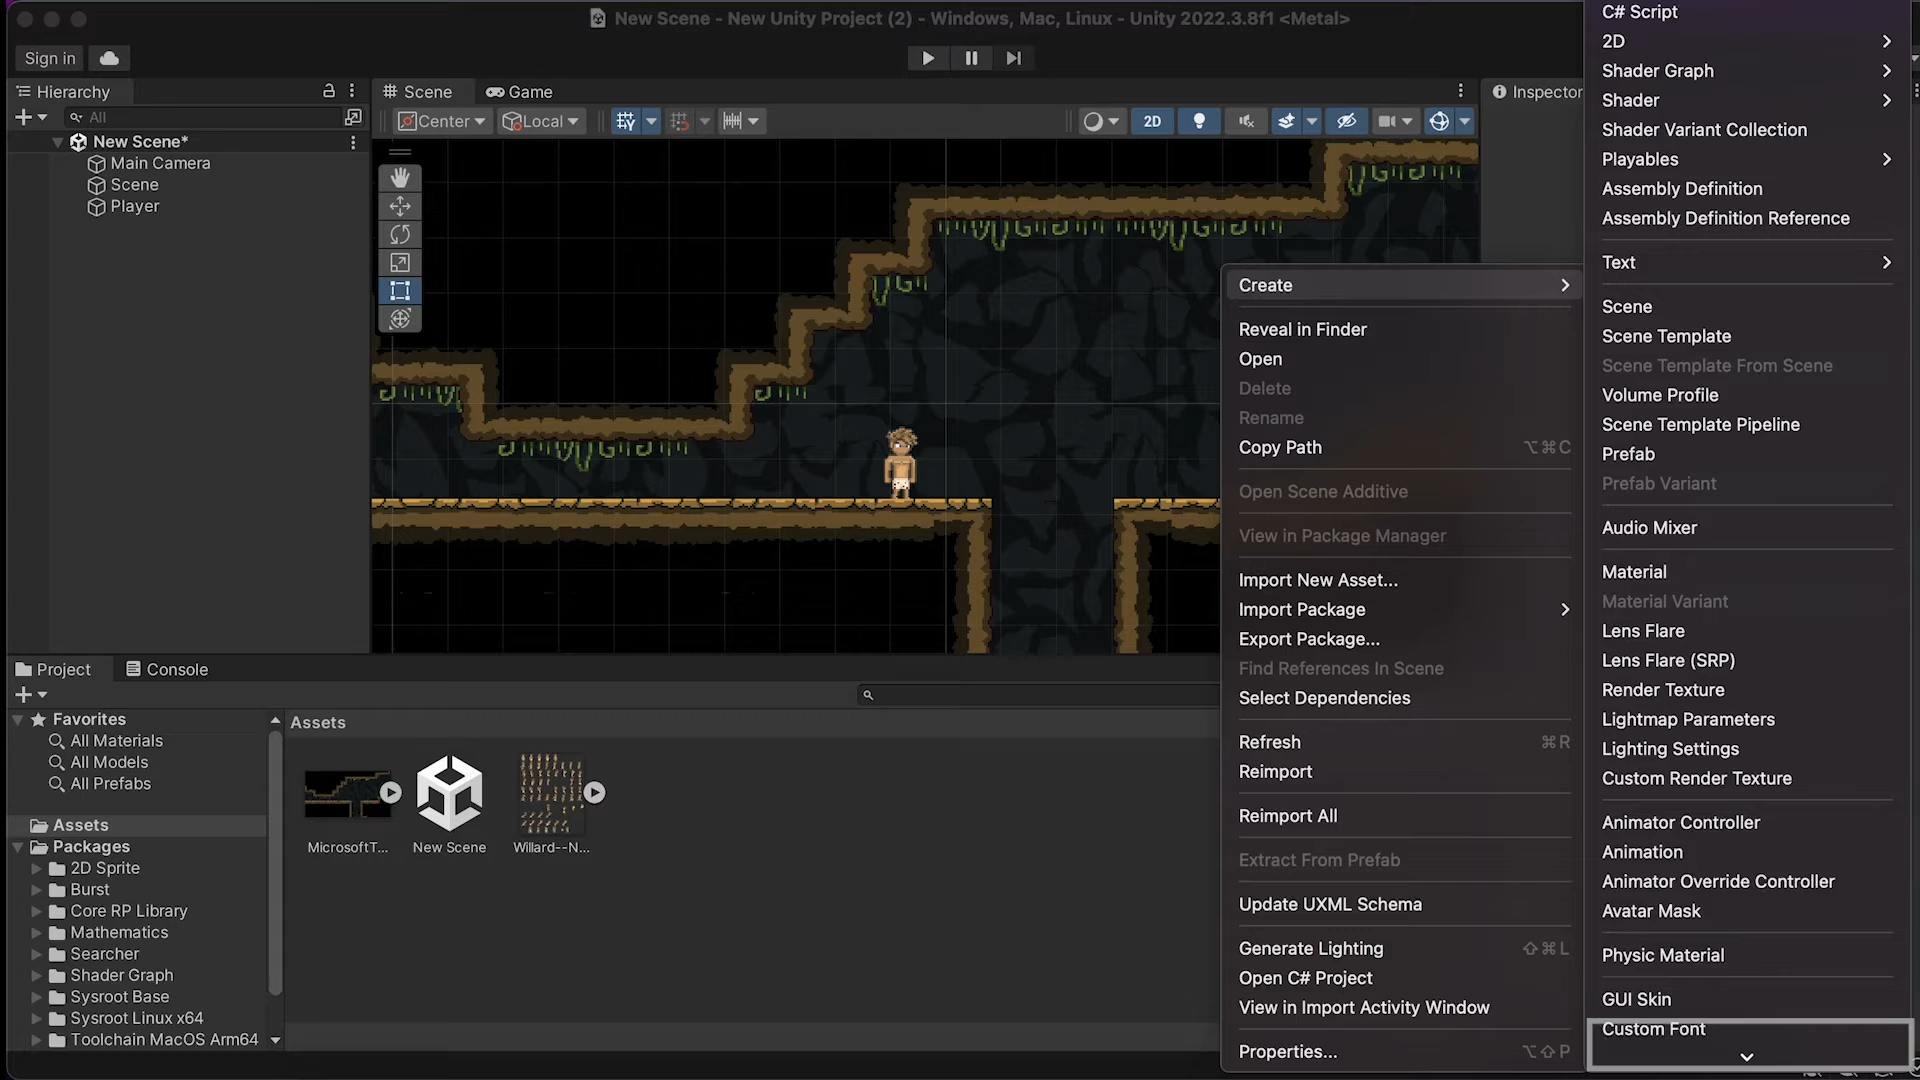 New Scene - New Unity Project (2) - Windows, Mac, Linux - Unity 2022.3.8f1 <Metal>
Sign in
Hierarchy
All
New Scene*
Main Camera
Scene
Player
Scene
Game
Center
Local
2D
Inspector
Project
Console
Favorites
All Materials
All Models
All Prefabs
Assets
Packages
2D Sprite
Burst
Core RP Library
Mathematics
Searcher
Shader Graph
Sysroot Base
Sysroot Linux x64
Toolchain MacOS Arm64
Assets
MicrosoftT...
New Scene
Willard--N...
Create
Reveal in Finder
Open
Delete
Rename
Copy Path ⌥⌘C
Open Scene Additive
View in Package Manager
Import New Asset...
Import Package
Export Package...
Find References In Scene
Select Dependencies
Refresh ⌘R
Reimport
Reimport All
Extract From Prefab
Update UXML Schema
Generate Lighting ⇧⌘L
Open C# Project
View in Import Activity Window
Properties... ⌥⇧P
C# Script
2D
Shader Graph
Shader
Shader Variant Collection
Playables
Assembly Definition
Assembly Definition Reference
Text
Scene
Scene Template
Scene Template From Scene
Volume Profile
Scene Template Pipeline
Prefab
Prefab Variant
Audio Mixer
Material
Material Variant
Lens Flare
Lens Flare (SRP)
Render Texture
Lightmap Parameters
Lighting Settings
Custom Render Texture
Animator Controller
Animation
Animator Override Controller
Avatar Mask
Physic Material
GUI Skin
Custom Font